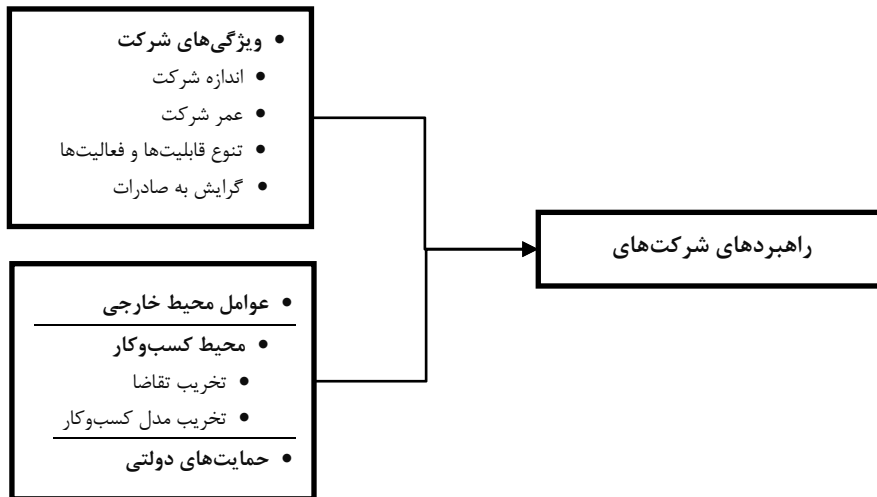 • ویژگی‌های شرکت
• اندازه شرکت
• عمر شرکت
• تنوع قابلیت‌ها و فعالیت‌ها
• گرایش به صادرات
راهبردهای شرکت‌های
• عوامل محیط خارجی
• محیط کسب‌وکار
• تخریب تقاضا
• تخریب مدل کسب‌وکار
• حمایت‌های دولتی